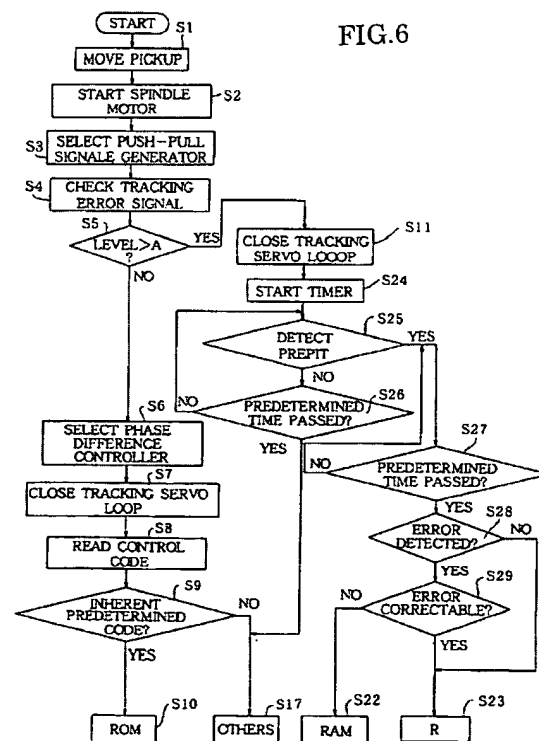 FIG.6
START
S1
MOVE PICKUP
S2
START SPINDLE
MOTOR
S3
SELECT PUSH-PULL
SIGNALE GENERATOR
S4
CHECK TRACKING
ERROR SIGNAL
S5
LEVEL>A
?
YES
NO
S11
CLOSE TRACKING
SERVO LOOOP
S24
START TIMER
S25
DETECT
PREPIT
YES
NO
S26
PREDETERMINED
TIME PASSED?
NO
YES
S6
SELECT PHASE
DIFFERENCE
CONTROLLER
S7
CLOSE TRACKING SERVO
LOOP
S8
READ CONTROL
CODE
S9
INHERENT
PREDETERMINED
CODE?
NO
YES
S27
PREDETERMINED
TIME PASSED?
NO
YES
S28
ERROR
DETECTED?
NO
YES
S29
ERROR
CORRECTABLE?
NO
YES
S10
ROM
S17
OTHERS
S22
RAM
S23
R